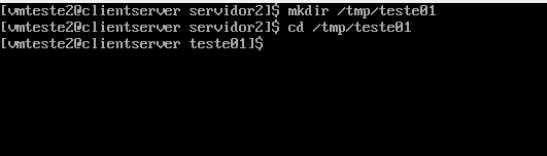 [vmteste2@clientserver servidor2]$ mkdir /tmp/teste01
[vmteste2@clientserver servidor2]$ cd /tmp/teste01
[vmteste2@clientserver teste01]$